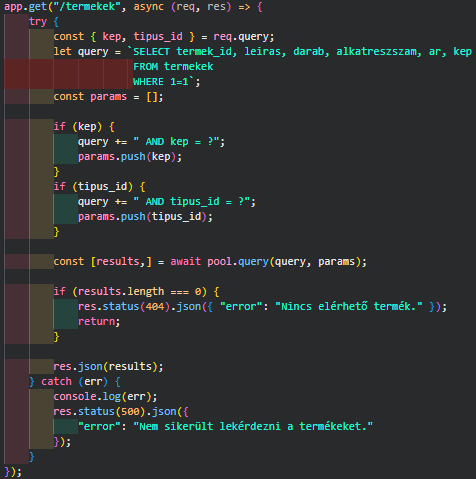 app.get("/termekek", async (req, res) => {
    try {
        const { kep, tipus_id } = req.query;
        let query = `SELECT termek_id, leiras, darab, alkatreszszam, ar, kep
                     FROM termekek
                     WHERE 1=1`;
        const params = [];

        if (kep) {
            query += " AND kep = ?";
            params.push(kep);
        }
        if (tipus_id) {
            query += " AND tipus_id = ?";
            params.push(tipus_id);
        }

        const [results,] = await pool.query(query, params);

        if (results.length === 0) {
            res.status(404).json({ "error": "Nincs elérhető termék." });
            return;
        }

        res.json(results);
    } catch (err) {
        console.log(err);
        res.status(500).json({
            "error": "Nem sikerült lekérdezni a termékeket."
        });
    }
});